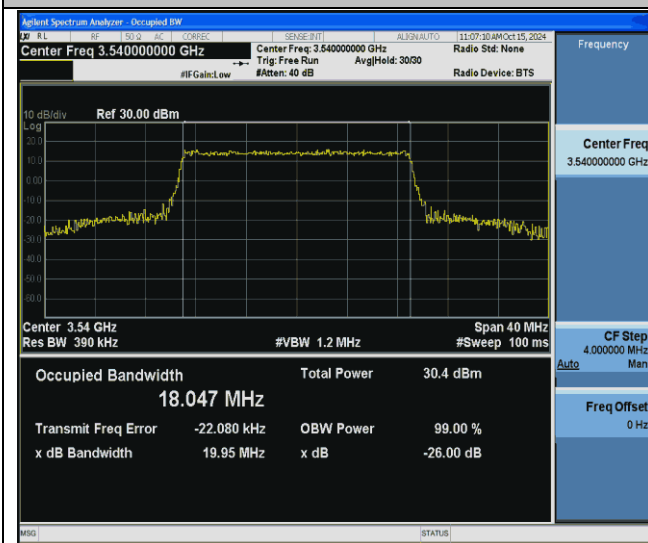 Agilent Spectrum Analyzer - Occupied BW
RL RF 50 Ω AC CORREC SENSE:INT ALIGNAUTO 11:07:10 AM Oct 15, 2024
Center Freq 3.540000000 GHz
Center Freq: 3.540000000 GHz Radio Std: None
Trig: Free Run Avg|Hold: 30/30
#IFGain:Low #Atten: 40 dB Radio Device: BTS
Frequency
10 dB/div Ref 30.00 dBm
Log
20.0
10.0
0.00
-10.0
-20.0
-30.0
-40.0
-50.0
-60.0
Center 3.54 GHz Span 40 MHz
Res BW 390 kHz #VBW 1.2 MHz #Sweep 100 ms
Center Freq
3.540000000 GHz
CF Step
4.000000 MHz
Auto Man
Freq Offset
0 Hz
Occupied Bandwidth Total Power 30.4 dBm
18.047 MHz
Transmit Freq Error -22.080 kHz OBW Power 99.00 %
x dB Bandwidth 19.95 MHz x dB -26.00 dB
MSG STATUS